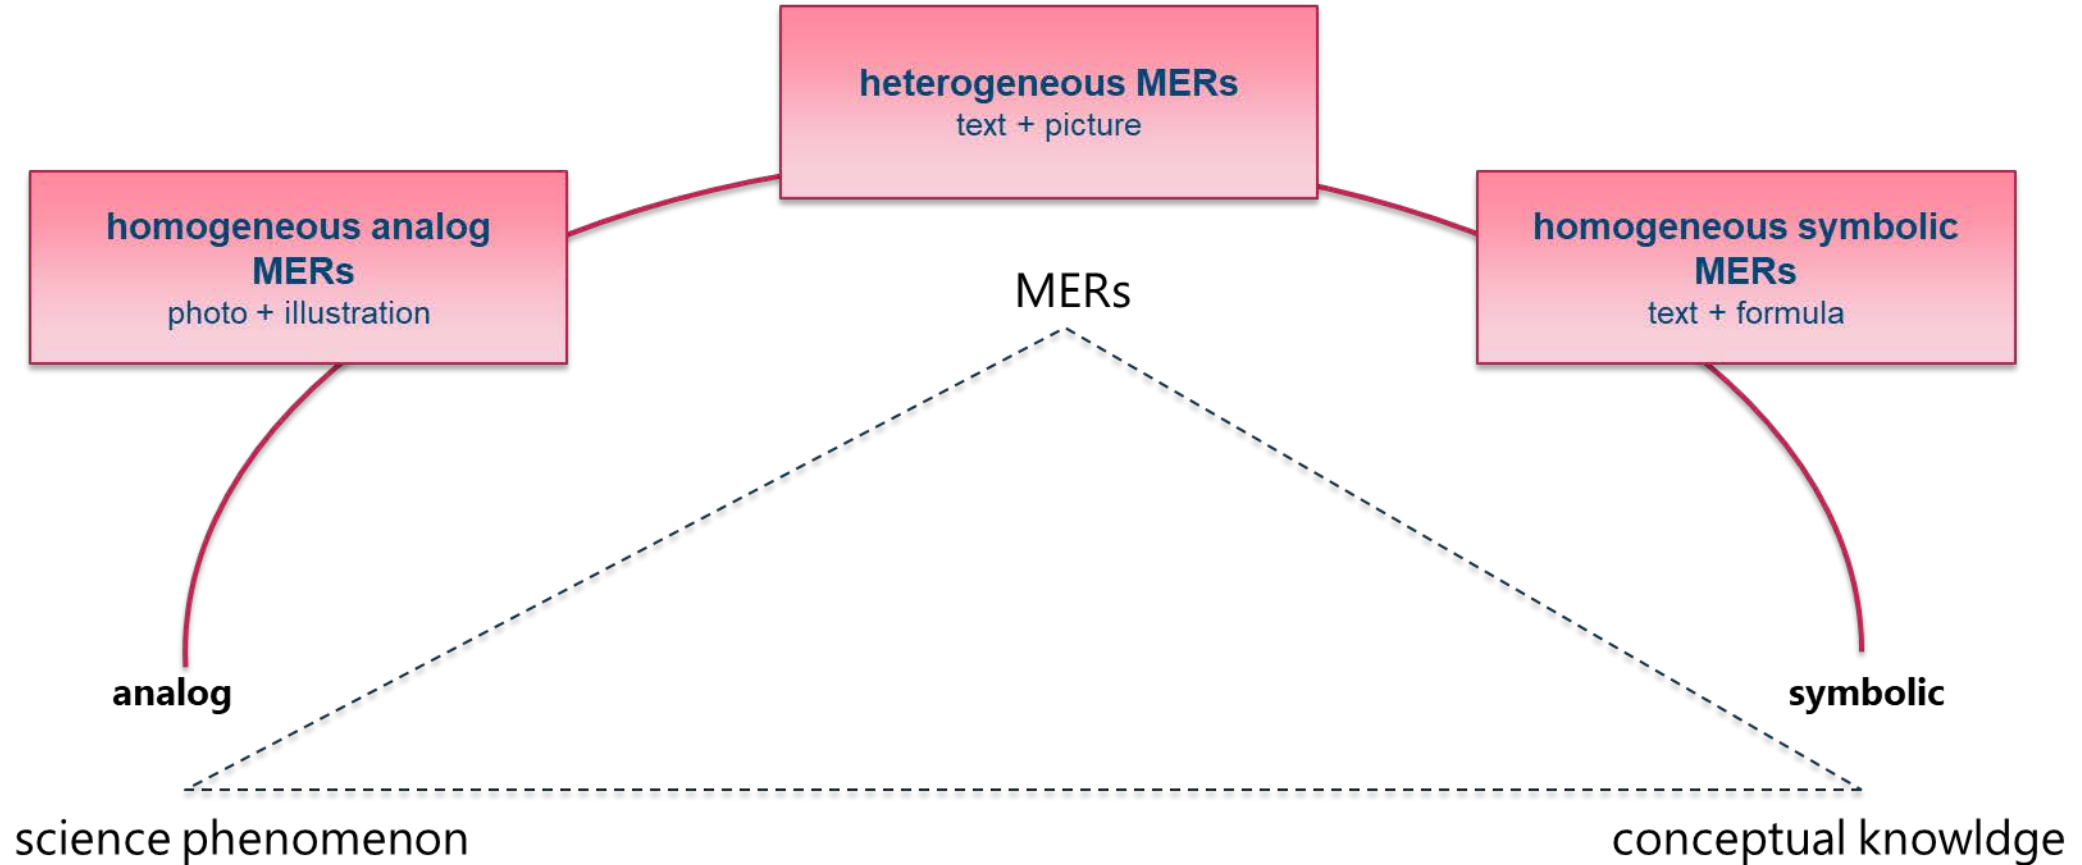 heterogeneous MERs
text + picture
homogeneous analog
MERs
photo + illustration
homogeneous symbolic
MERs
text + formula
MERs
analog
symbolic
science phenomenon
conceptual knowldge